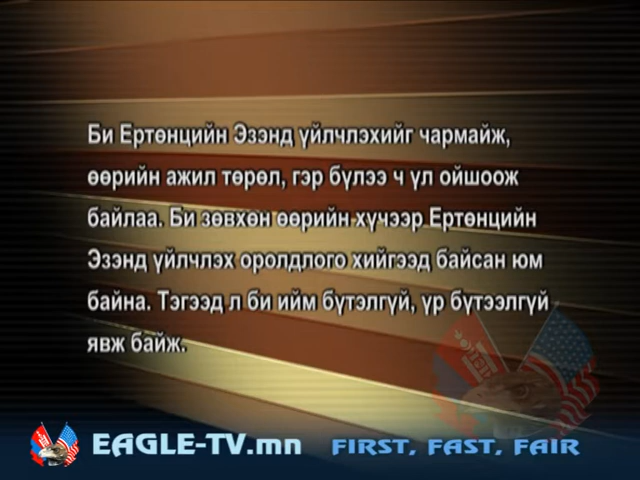 Би Ертөнцийн Эзэнд үйлчлэхийг чармайж,
өөрийн ажил төрөл, гэр бүлээ ч үл ойшоож
байлаа. Би зөвхөн өөрийн хүчээр Ертөнцийн
Эзэнд үйлчлэх оролдлого хийгээд байсан юм
байна. Тэгээд л би ийм бүтэлгүй, үр бүтээлгүй
явж байж.
EAGLE-TV.mn FIRST, FAST, FAIR